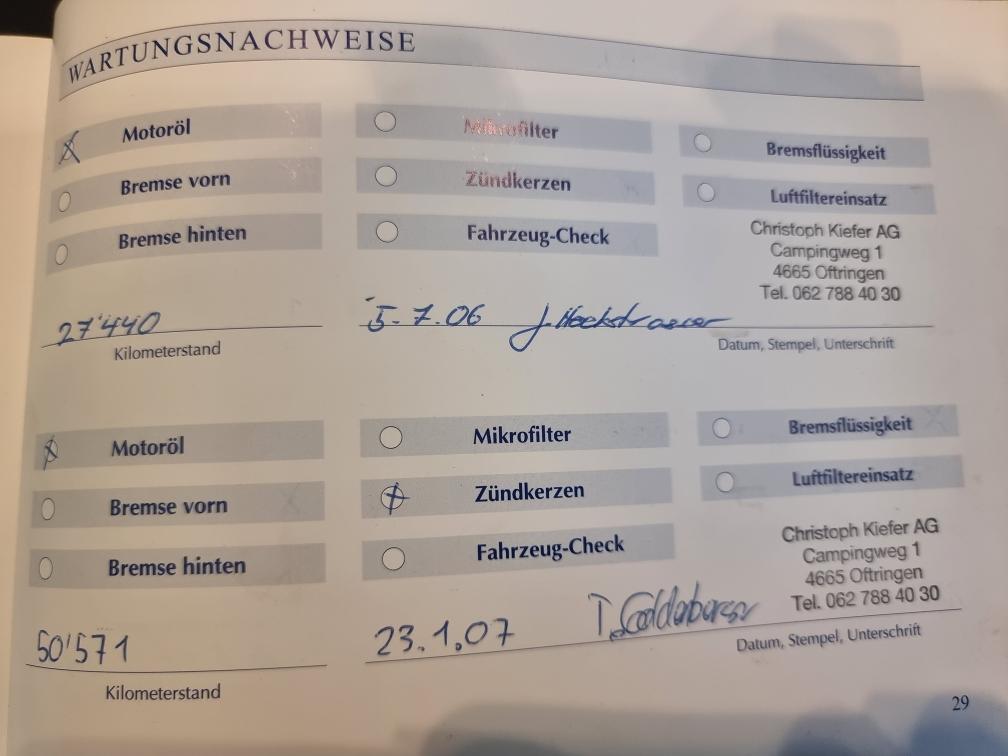 WARTUNGSNACHWEISE
Motoröl
Mikrofilter
Bremsflüssigkeit
Bremse vorn
Zündkerzen
Luftfiltereinsatz
Bremse hinten
Fahrzeug-Check
Christoph Kiefer AG
Campingweg 1
4665 Oftringen
Tel. 062 788 40 30
27'440
5.7.06
Kilometerstand
Datum, Stempel, Unterschrift
Motoröl
Mikrofilter
Bremsflüssigkeit
Bremse vorn
Zündkerzen
Luftfiltereinsatz
Bremse hinten
Fahrzeug-Check
Christoph Kiefer AG
Campingweg 1
4665 Oftringen
Tel. 062 788 40 30
50'571
23.1.07
Kilometerstand
Datum, Stempel, Unterschrift
29